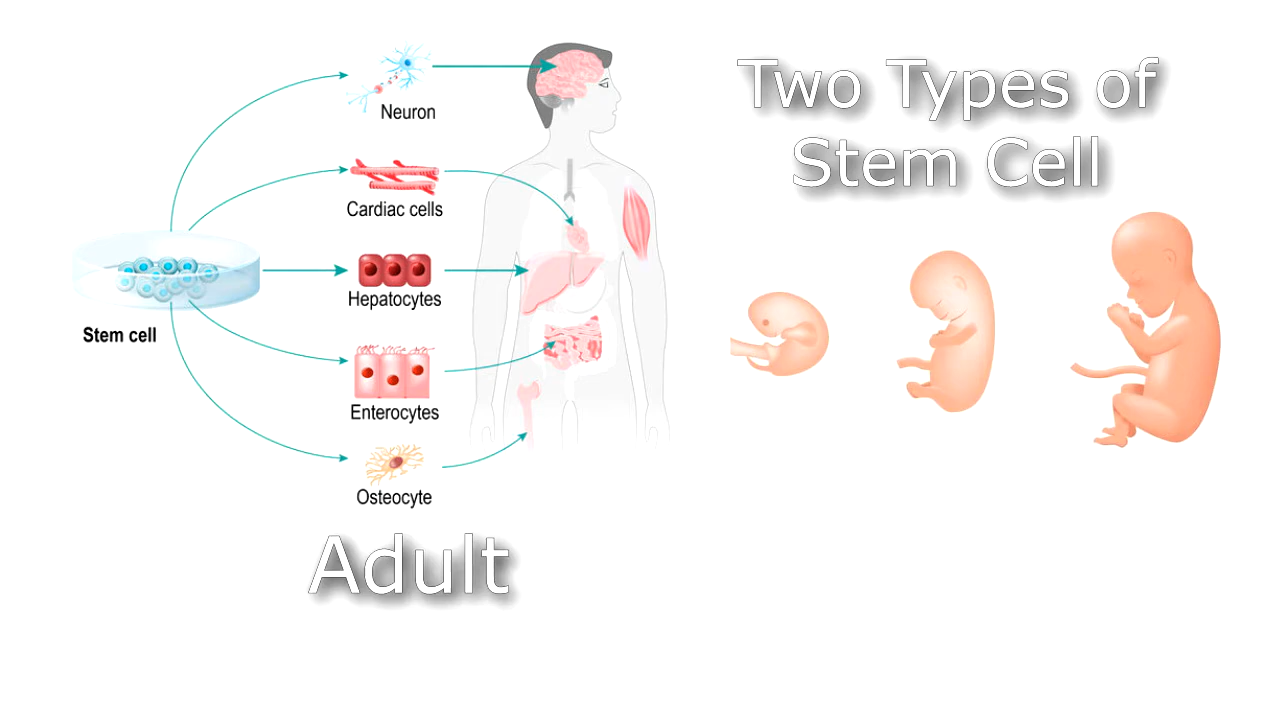 Two Types of
Stem Cell
Neuron
Cardiac cells
Hepatocytes
Stem cell
Enterocytes
Osteocyte
Adult